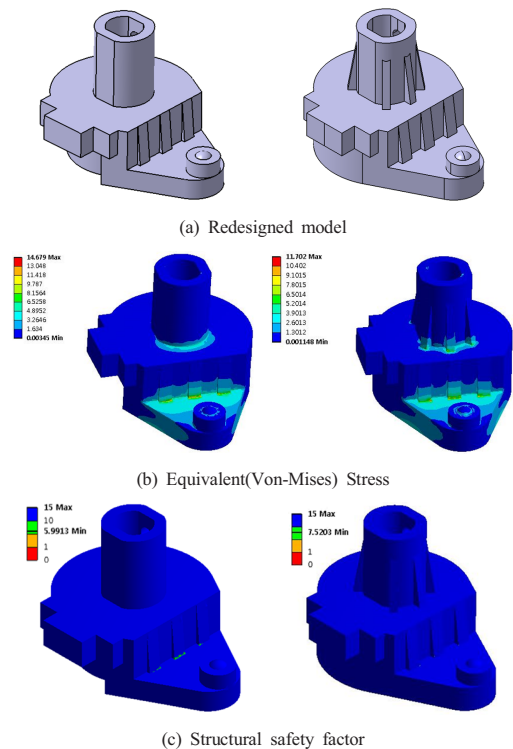 (a) Redesigned model
14.679 Max
13.048
11.418
9.787
8.1564
6.5258
4.8952
3.2646
1.634
0.00345 Min
11.702 Max
10.402
9.1015
7.8015
6.5014
5.2014
3.9013
2.6013
1.3012
0.001148 Min
(b) Equivalent(Von-Mises) Stress
15 Max
10
5.9913 Min
1
0
15 Max
7.5203 Min
1
0
(c) Structural safety factor